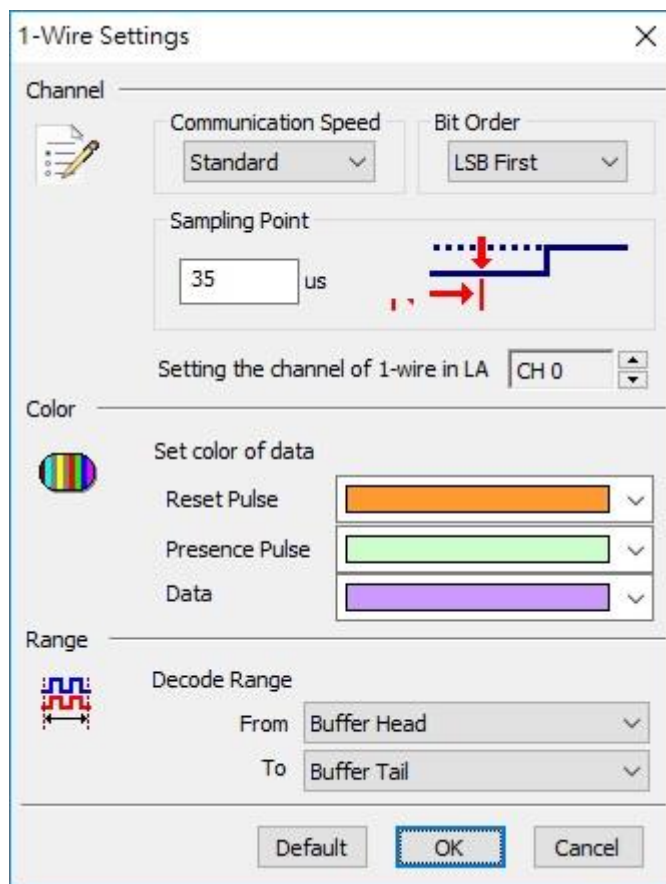 1-Wire Settings
Channel
Communication Speed
Bit Order
Standard
LSB First
Sampling Point
35 us
Setting the channel of 1-wire in LA CH 0
Color
Set color of data
Reset Pulse
Presence Pulse
Data
Range
Decode Range
From Buffer Head
To Buffer Tail
Default OK Cancel